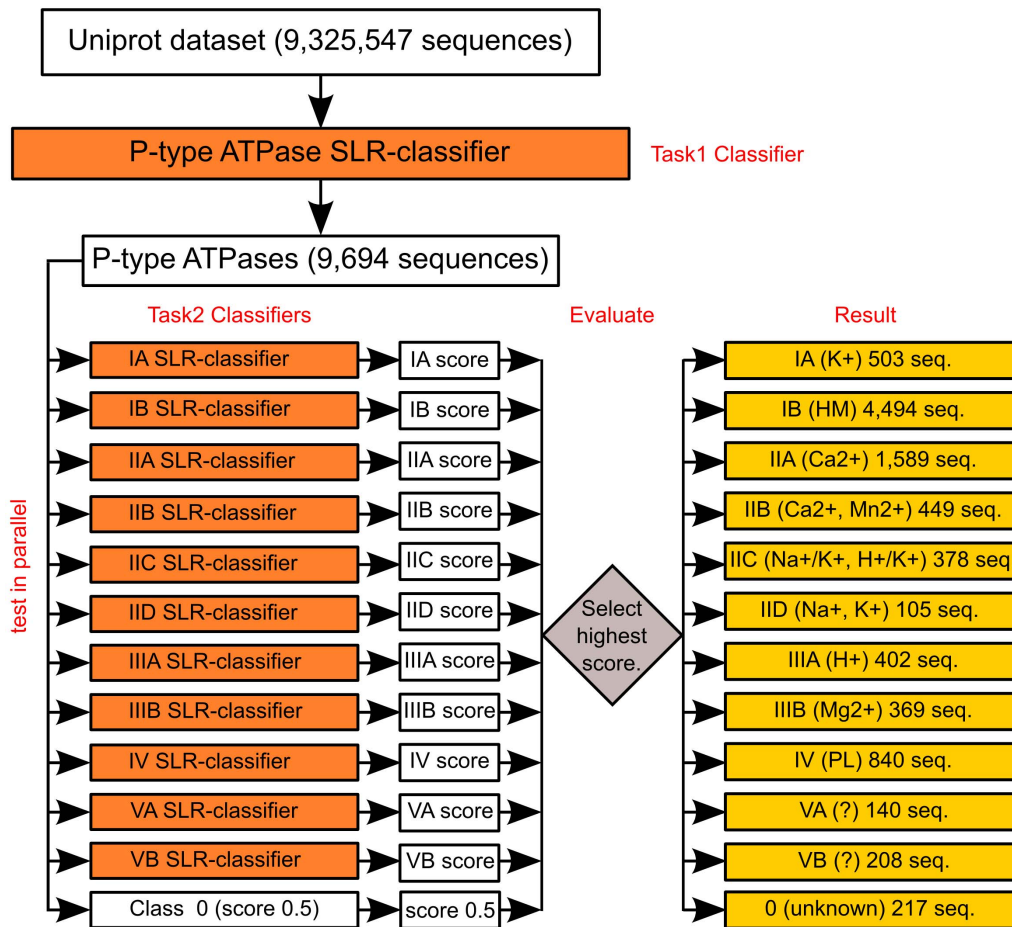 Uniprot dataset (9,325,547 sequences)
P-type ATPase SLR-classifier
Task1 Classifier
P-type ATPases (9,694 sequences)
Task2 Classifiers
Evaluate
Result
test in parallel
IA SLR-classifier
IA score
IA (K+) 503 seq.
IB SLR-classifier
IB score
IB (HM) 4,494 seq.
IIA SLR-classifier
IIA score
IIA (Ca2+) 1,589 seq.
IIB SLR-classifier
IIB score
IIB (Ca2+, Mn2+) 449 seq.
IIC SLR-classifier
IIC score
IIC (Na+/K+, H+/K+) 378 seq
IID SLR-classifier
IID score
IID (Na+, K+) 105 seq.
Select
highest
score.
IIIA SLR-classifier
IIIA score
IIIA (H+) 402 seq.
IIIB SLR-classifier
IIIB score
IIIB (Mg2+) 369 seq.
IV SLR-classifier
IV score
IV (PL) 840 seq.
VA SLR-classifier
VA score
VA (?) 140 seq.
VB SLR-classifier
VB score
VB (?) 208 seq.
Class 0 (score 0.5)
score 0.5
0 (unknown) 217 seq.